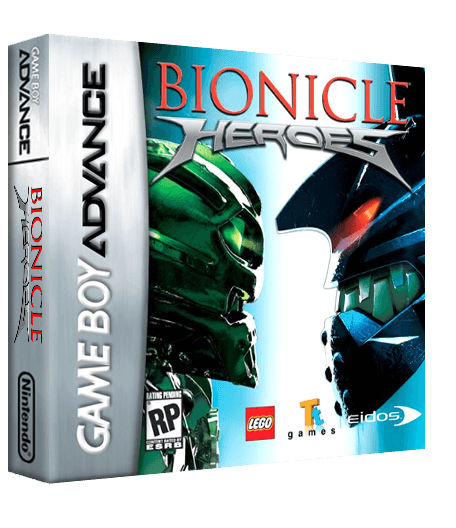 GAME BOY
ADVANCE
BIONICLE
HEROES
Nintendo
GAME BOY ADVANCE
BIONICLE
HEROES
RATING PENDING
RP
CONTENT RATED BY
ESRB
LEGO
Tt
games
eidos